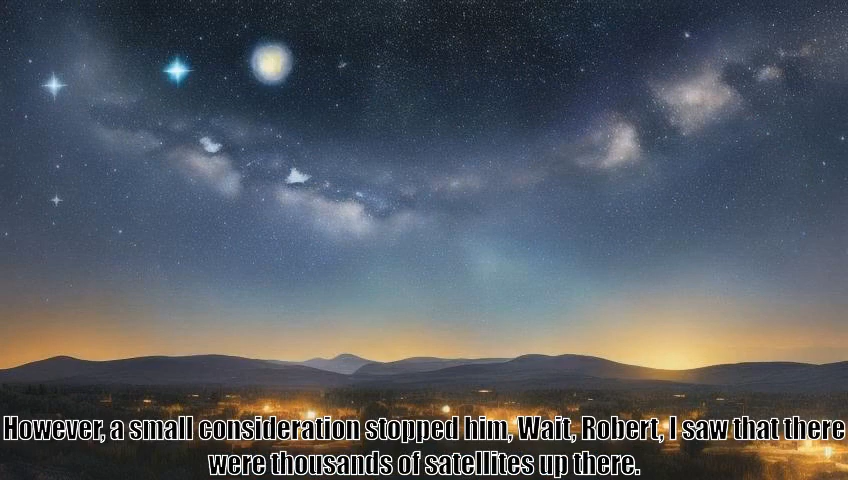 However, a small consideration stopped him, Wait, Robert, I saw that there
were thousands of satellites up there.